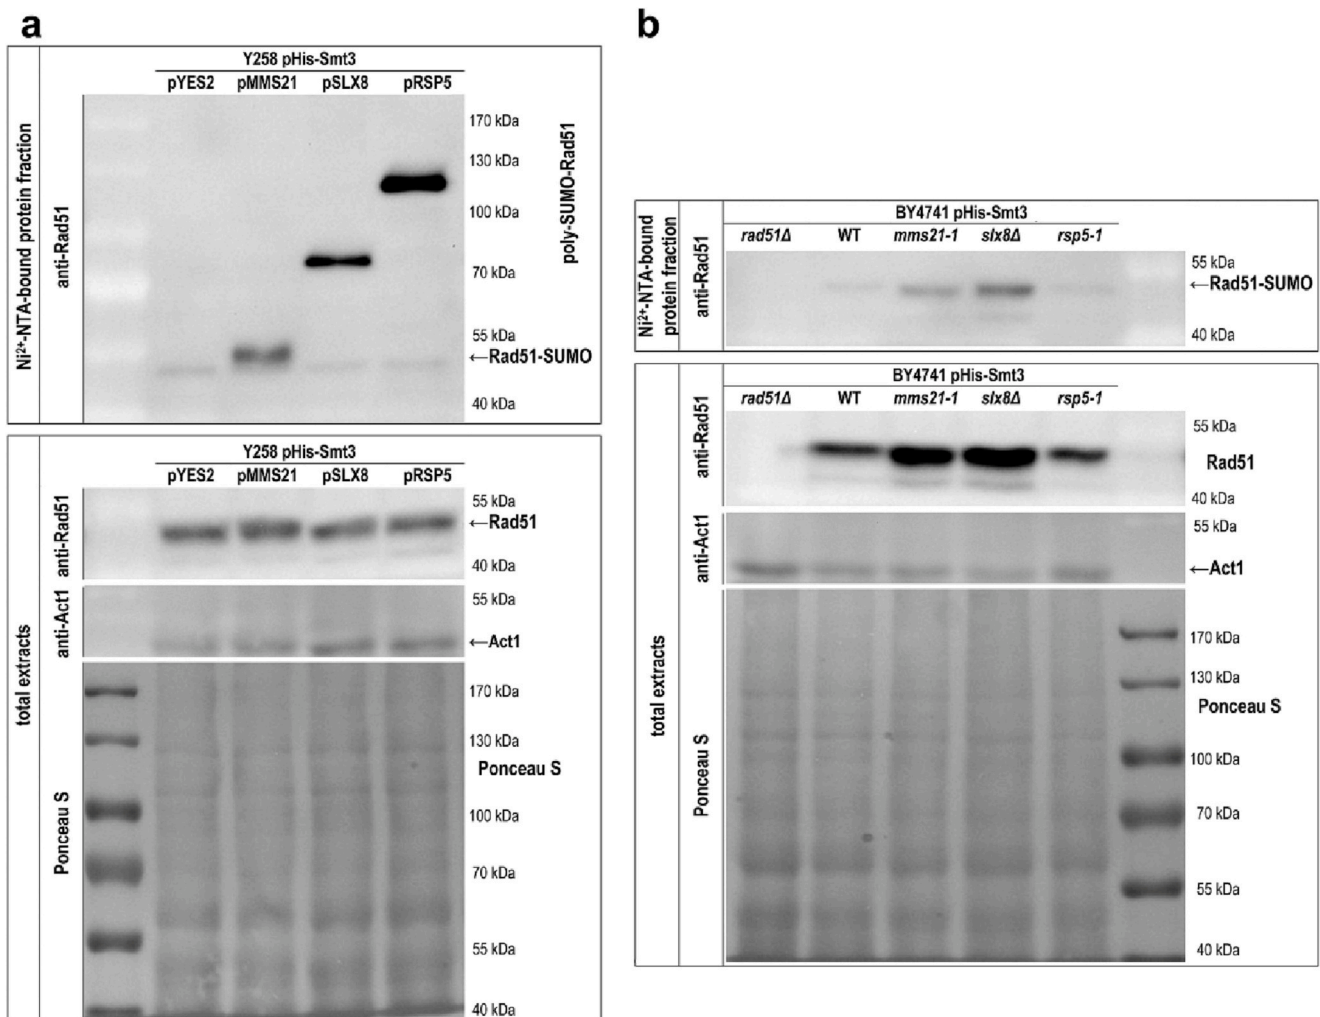 a
Y258 pHis-Smt3
pYES2 pMMS21 pSLX8 pRSP5
Ni²⁺-NTA-bound protein fraction
anti-Rad51
170 kDa
130 kDa
100 kDa
70 kDa
55 kDa
←Rad51-SUMO
40 kDa
poly-SUMO-Rad51
Y258 pHis-Smt3
pYES2 pMMS21 pSLX8 pRSP5
total extracts
anti-Rad51
55 kDa
←Rad51
40 kDa
anti-Act1
55 kDa
←Act1
Ponceau S
170 kDa
130 kDa
Ponceau S
100 kDa
70 kDa
55 kDa
40 kDa
b
BY4741 pHis-Smt3
rad51Δ WT mms21-1 slx8Δ rsp5-1
Ni²⁺-NTA-bound
protein fraction
anti-Rad51
55 kDa
←Rad51-SUMO
40 kDa
BY4741 pHis-Smt3
rad51Δ WT mms21-1 slx8Δ rsp5-1
total extracts
anti-Rad51
55 kDa
Rad51
40 kDa
anti-Act1
55 kDa
←Act1
Ponceau S
170 kDa
130 kDa
Ponceau S
100 kDa
70 kDa
55 kDa
40 kDa